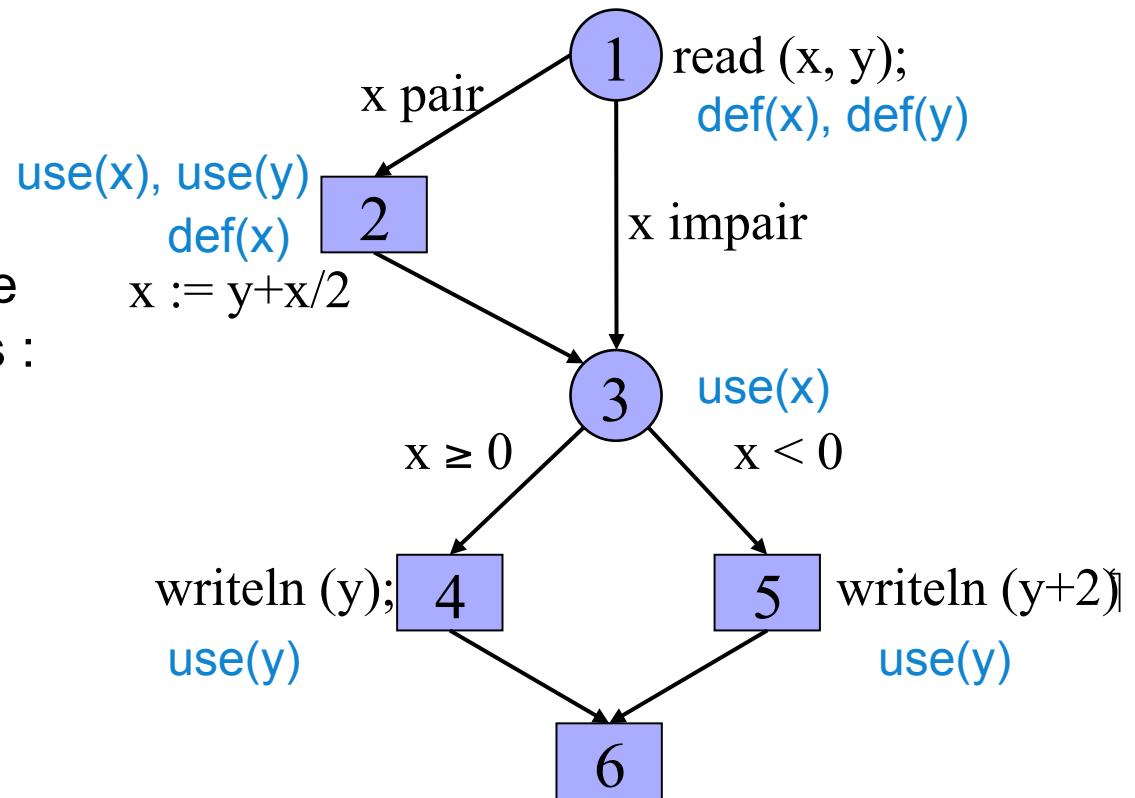 1 read (x, y);
x pair
def(x), def(y)
use(x), use(y)
2
x impair
def(x)
e
x := y+x/2
s :
3
use(x)
x ≥ 0
x < 0
writeln (y);
4
5
writeln (y+2)
use(y)
use(y)
6